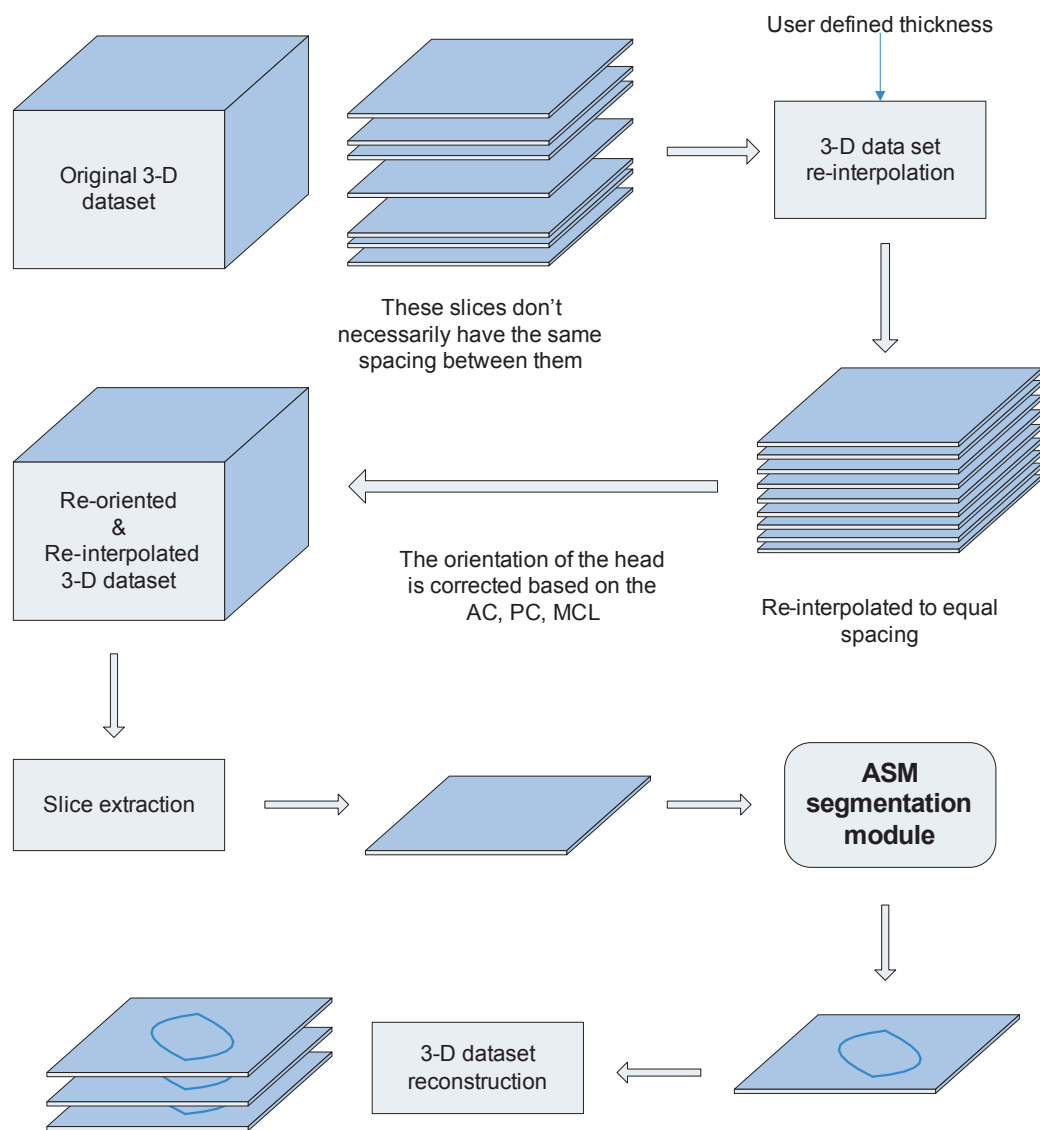 User defined thickness
Original 3-D
dataset
3-D data set
re-interpolation
These slices don’t
necessarily have the same
spacing between them
Re-oriented
&
Re-interpolated
3-D dataset
The orientation of the head
is corrected based on the
AC, PC, MCL
Re-interpolated to equal
spacing
Slice extraction
ASM
segmentation
module
3-D dataset
reconstruction